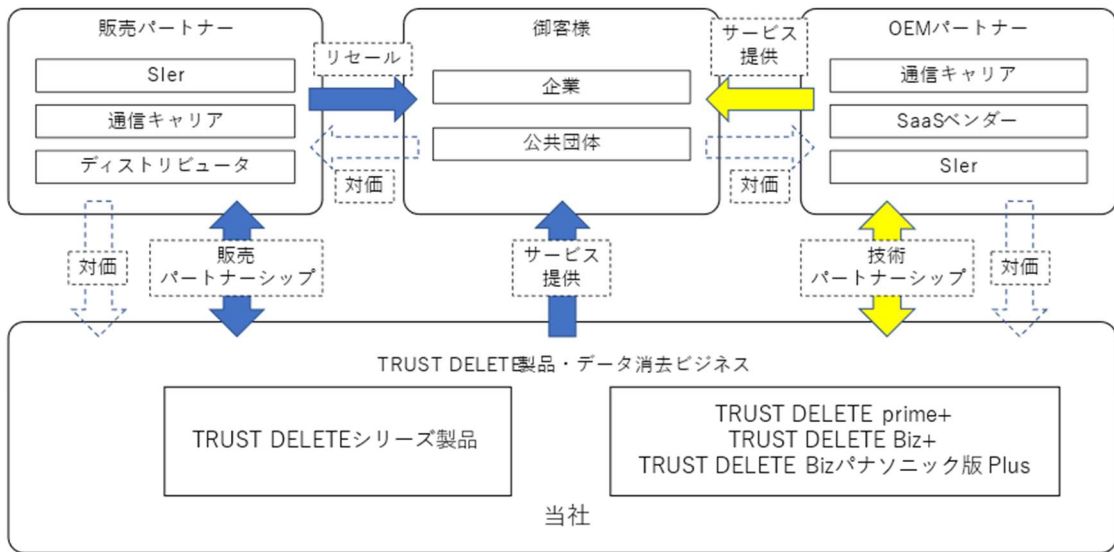 販売パートナー
SIer
通信キャリア
ディストリビュータ
リセール
対価
御客様
企業
公共団体
サービス
提供
対価
OEMパートナー
通信キャリア
SaaSベンダー
SIer
対価
販売
パートナーシップ
サービス
提供
技術
パートナーシップ
対価
TRUST DELETE製品・データ消去ビジネス
TRUST DELETEシリーズ製品
TRUST DELETE prime+
TRUST DELETE Biz+
TRUST DELETE Bizパナソニック版 Plus
当社